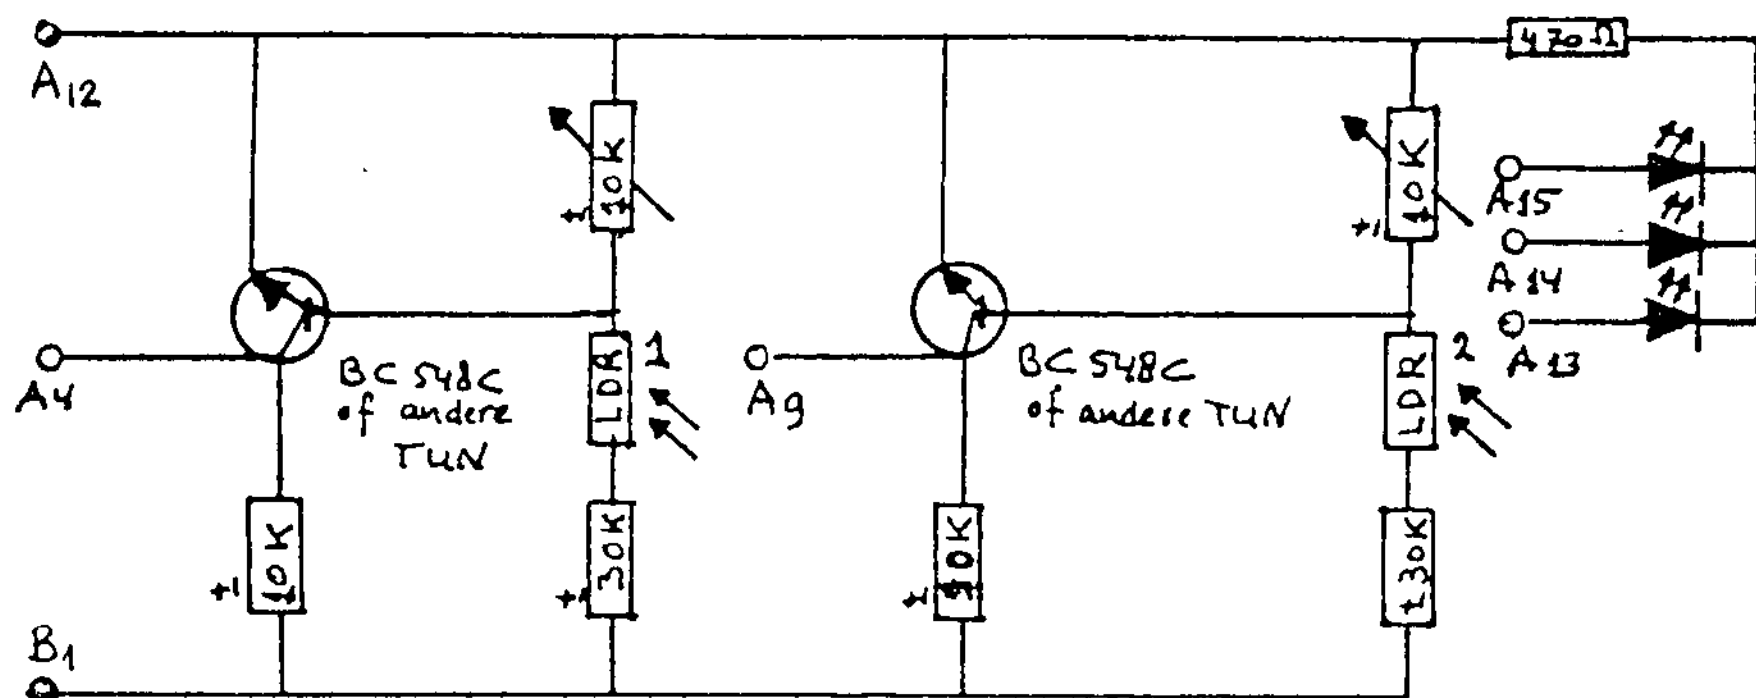 A12
470Ω
± 10K
± 10K
A15
A14
A13
A4
BC 548C
of andere
TUN
LDR 1
A9
BC 548C
of andere TUN
LDR 2
± 10K
± 30K
± 10K
± 30K
B1